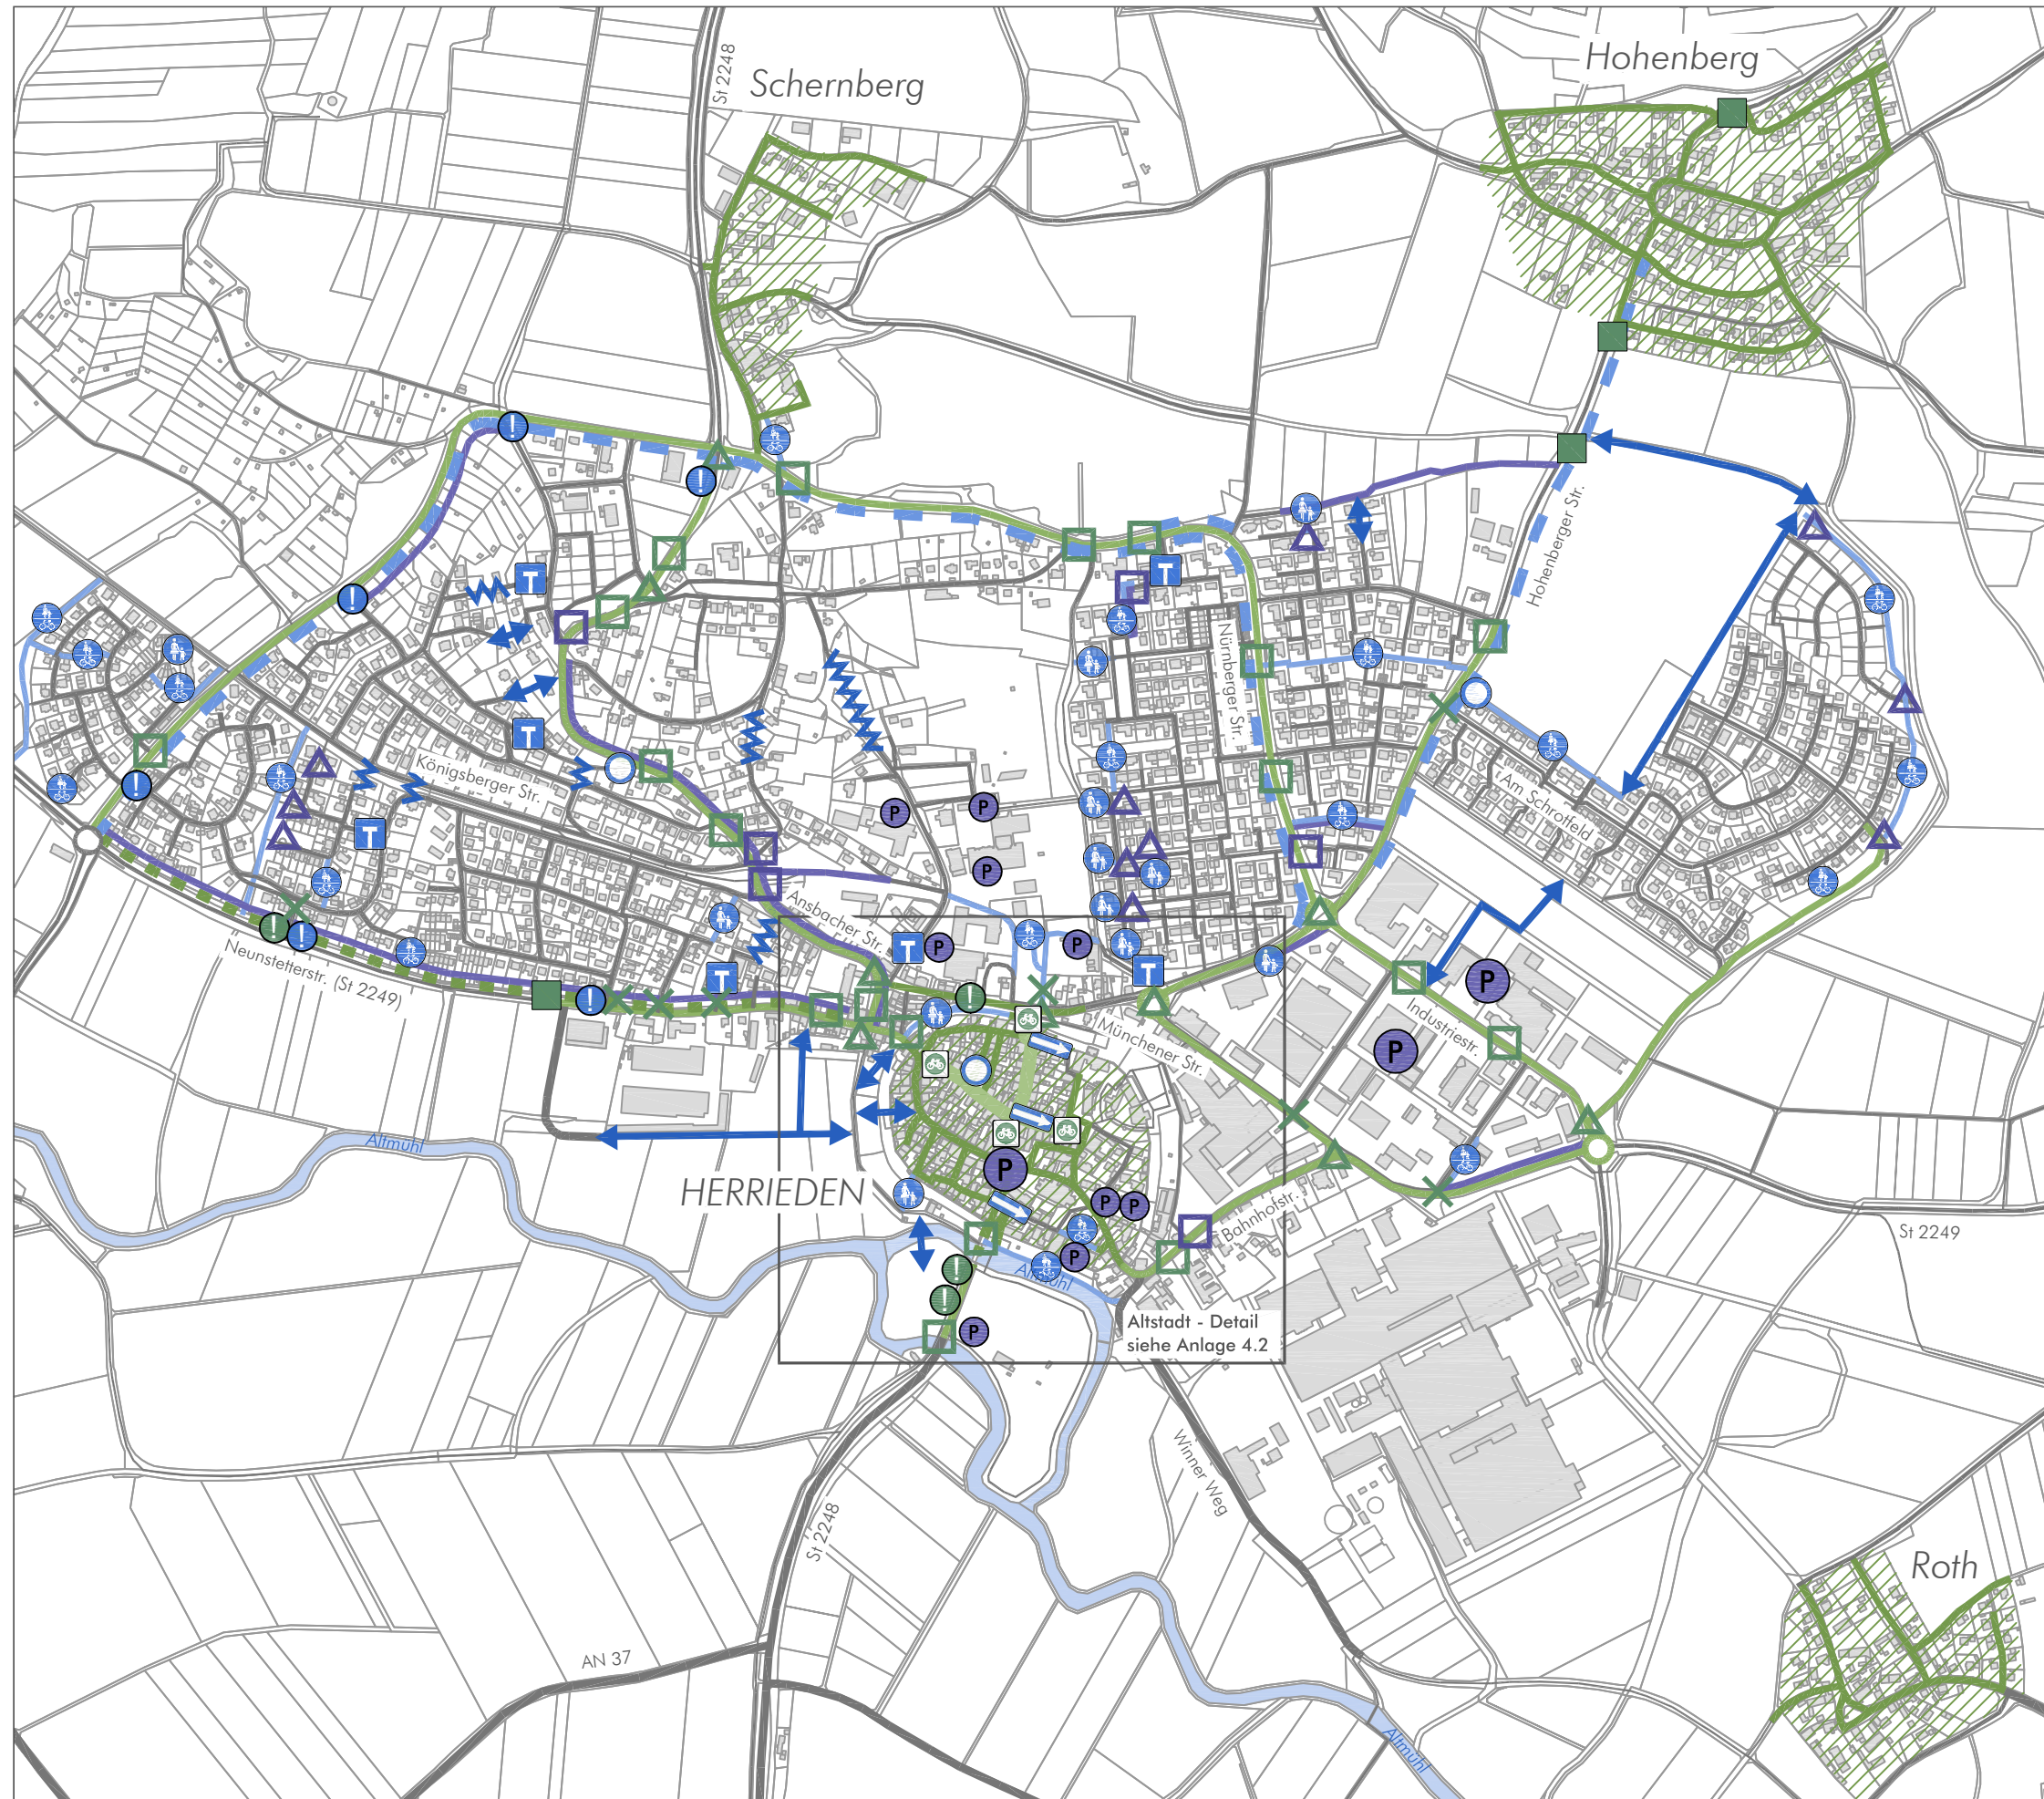 Hohenberg
St 2248
Schernberg
Hohenberger Str.
T
T
Nürnberger Str.
T
Königsberger Str.
Am Schrotfeld
P
P
T
P
Ansbacher Str.
T
P
P
Neunstetterstr. (St 2249)
T
T
P
Industriestr.
Münchener Str.
P
Altmühl
P
HERRIEDEN
P
P
Bahnhofstr.
St 2249
P
Altmühl
P
Altstadt - Detail
siehe Anlage 4.2
Winner Weg
St 2248
Roth
AN 37
Altmühl